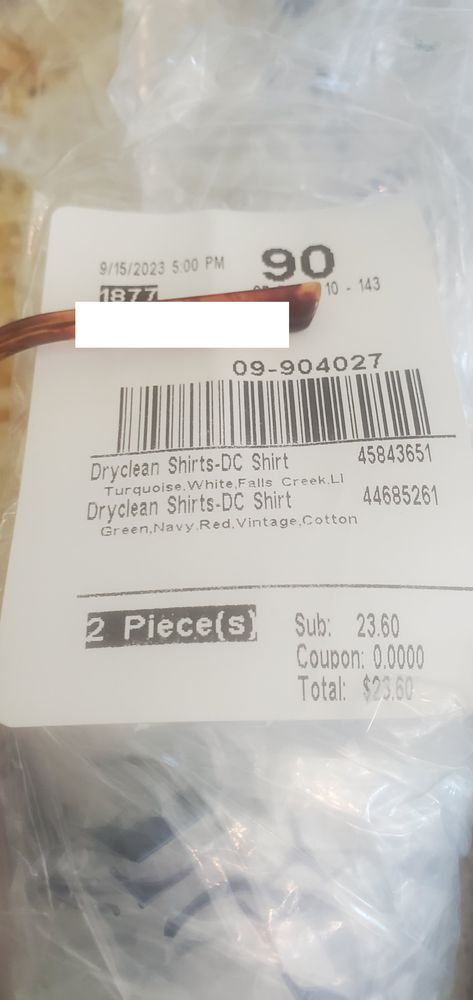 9/15/2023 5:00 PM
90
1877
10 - 143
09-904027
Dryclean Shirts-DC Shirt 45843651
Turquoise,White,Falls Creek,LI
Dryclean Shirts-DC Shirt 44685261
Green,Navy,Red,Vintage,Cotton
2 Piece(s)
Sub: 23.60
Coupon: 0.0000
Total: $23.60